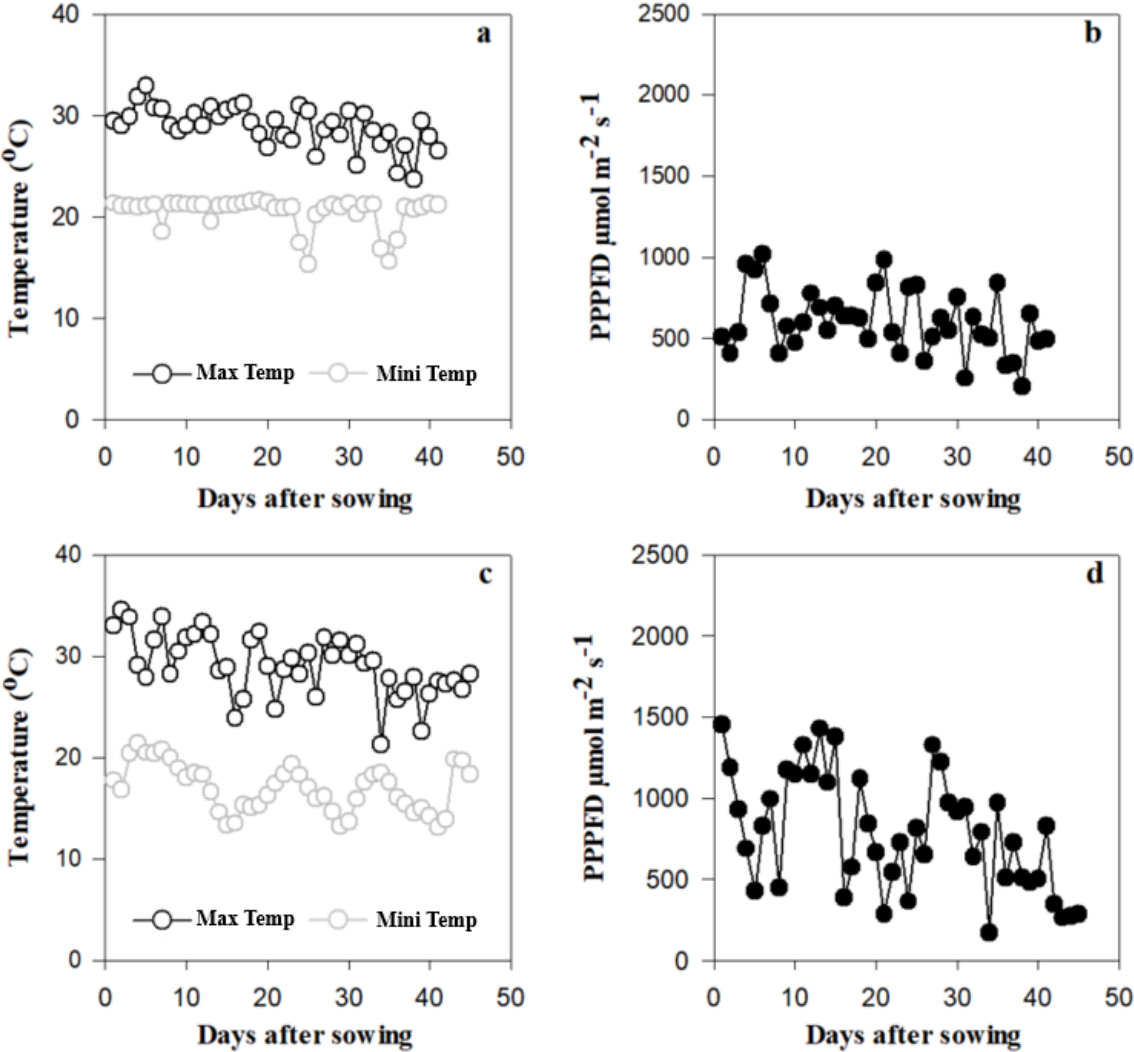 a
40
30
20
10
0
Temperature (°C)
Max Temp Mini Temp
0 10 20 30 40 50
Days after sowing
b
2500
2000
1500
1000
500
0
PPPFD µmol m⁻² s⁻¹
0 10 20 30 40 50
Days after sowing
c
40
30
20
10
0
Temperature (°C)
Max Temp Mini Temp
0 10 20 30 40 50
Days after sowing
d
2500
2000
1500
1000
500
0
PPPFD µmol m⁻² s⁻¹
0 10 20 30 40 50
Days after sowing